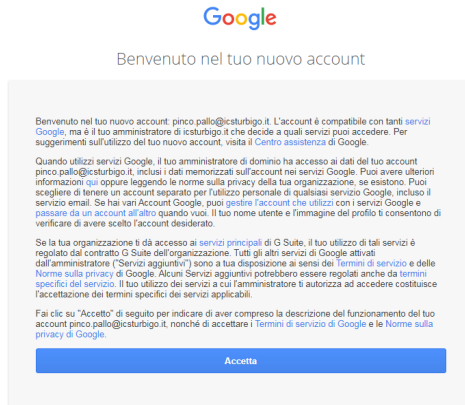 Google
Benvenuto nel tuo nuovo account
Benvenuto nel tuo nuovo account: pinco.pallo@icsturbigo.it. L'account è compatibile con tanti servizi
Google, ma è il tuo amministratore di icsturbigo.it che decide a quali servizi puoi accedere. Per
suggerimenti sull'utilizzo del tuo nuovo account, visita il Centro assistenza di Google.
Quando utilizzi servizi Google, il tuo amministratore di dominio ha accesso ai dati del tuo account
pinco.pallo@icsturbigo.it, inclusi i dati memorizzati sull'account nei servizi Google. Puoi avere ulteriori
informazioni qui oppure leggendo le norme sulla privacy della tua organizzazione, se esistono. Puoi
scegliere di tenere un account separato per l'utilizzo personale di qualsiasi servizio Google, incluso il
servizio email. Se hai vari Account Google, puoi gestire l'account che utilizzi con i servizi Google e
passare da un account all'altro quando vuoi. Il tuo nome utente e l'immagine del profilo ti consentono di
verificare di avere scelto l'account desiderato.
Se la tua organizzazione ti dà accesso ai servizi principali di G Suite, il tuo utilizzo di tali servizi è
regolato dal contratto G Suite dell'organizzazione. Tutti gli altri servizi di Google attivati
dall'amministratore ("Servizi aggiuntivi") sono a tua disposizione ai sensi dei Termini di servizio e delle
Norme sulla privacy di Google. Alcuni Servizi aggiuntivi potrebbero essere regolati anche da termini
specifici del servizio. Il tuo utilizzo dei servizi a cui l'amministratore ti autorizza ad accedere costituisce
l'accettazione dei termini specifici dei servizi applicabili.
Fai clic su "Accetto" di seguito per indicare di aver compreso la descrizione del funzionamento del tuo
account pinco.pallo@icsturbigo.it, nonché di accettare i Termini di servizio di Google e le Norme sulla
privacy di Google.
Accetta